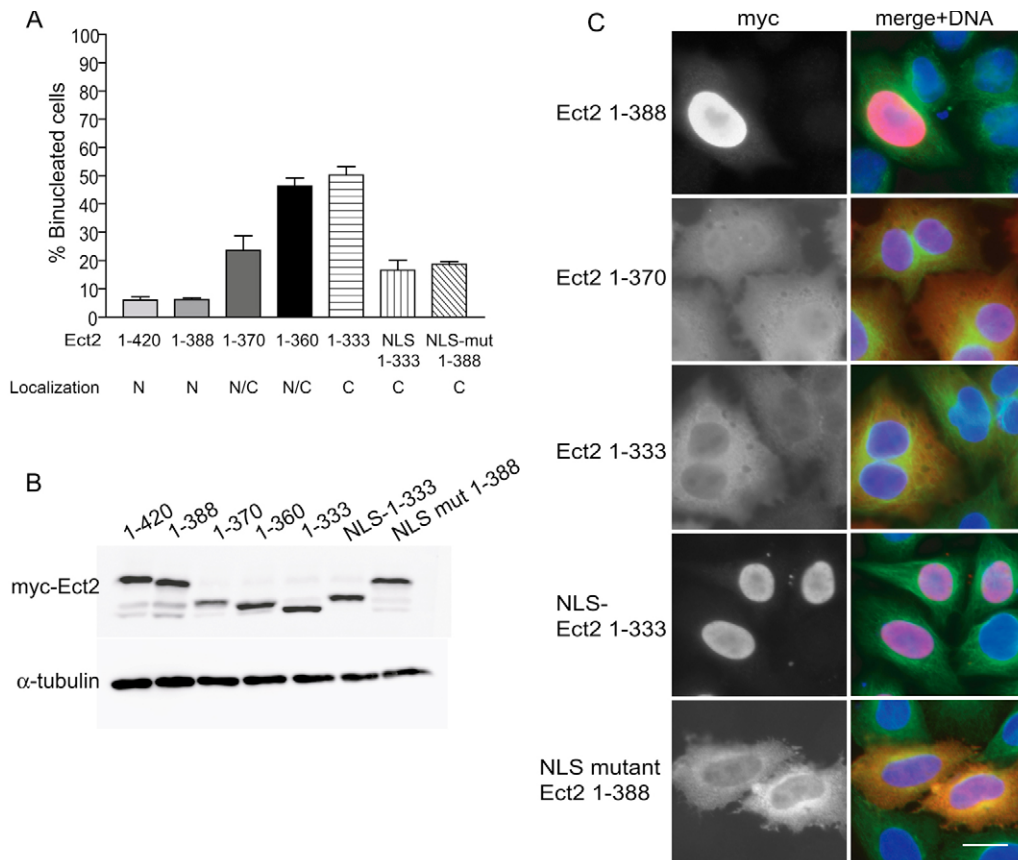 A
% Binucleated cells
100
90
80
70
60
50
40
30
20
10
0
Ect2 1-420 1-388 1-370 1-360 1-333 NLS 1-333 NLS-mut 1-388
Localization N N N/C N/C C C C
B
1-420 1-388 1-370 1-360 1-333 NLS-1-333 NLS mut 1-388
myc-Ect2
α-tubulin
C
myc merge+DNA
Ect2 1-388
Ect2 1-370
Ect2 1-333
NLS-
Ect2 1-333
NLS mutant
Ect2 1-388